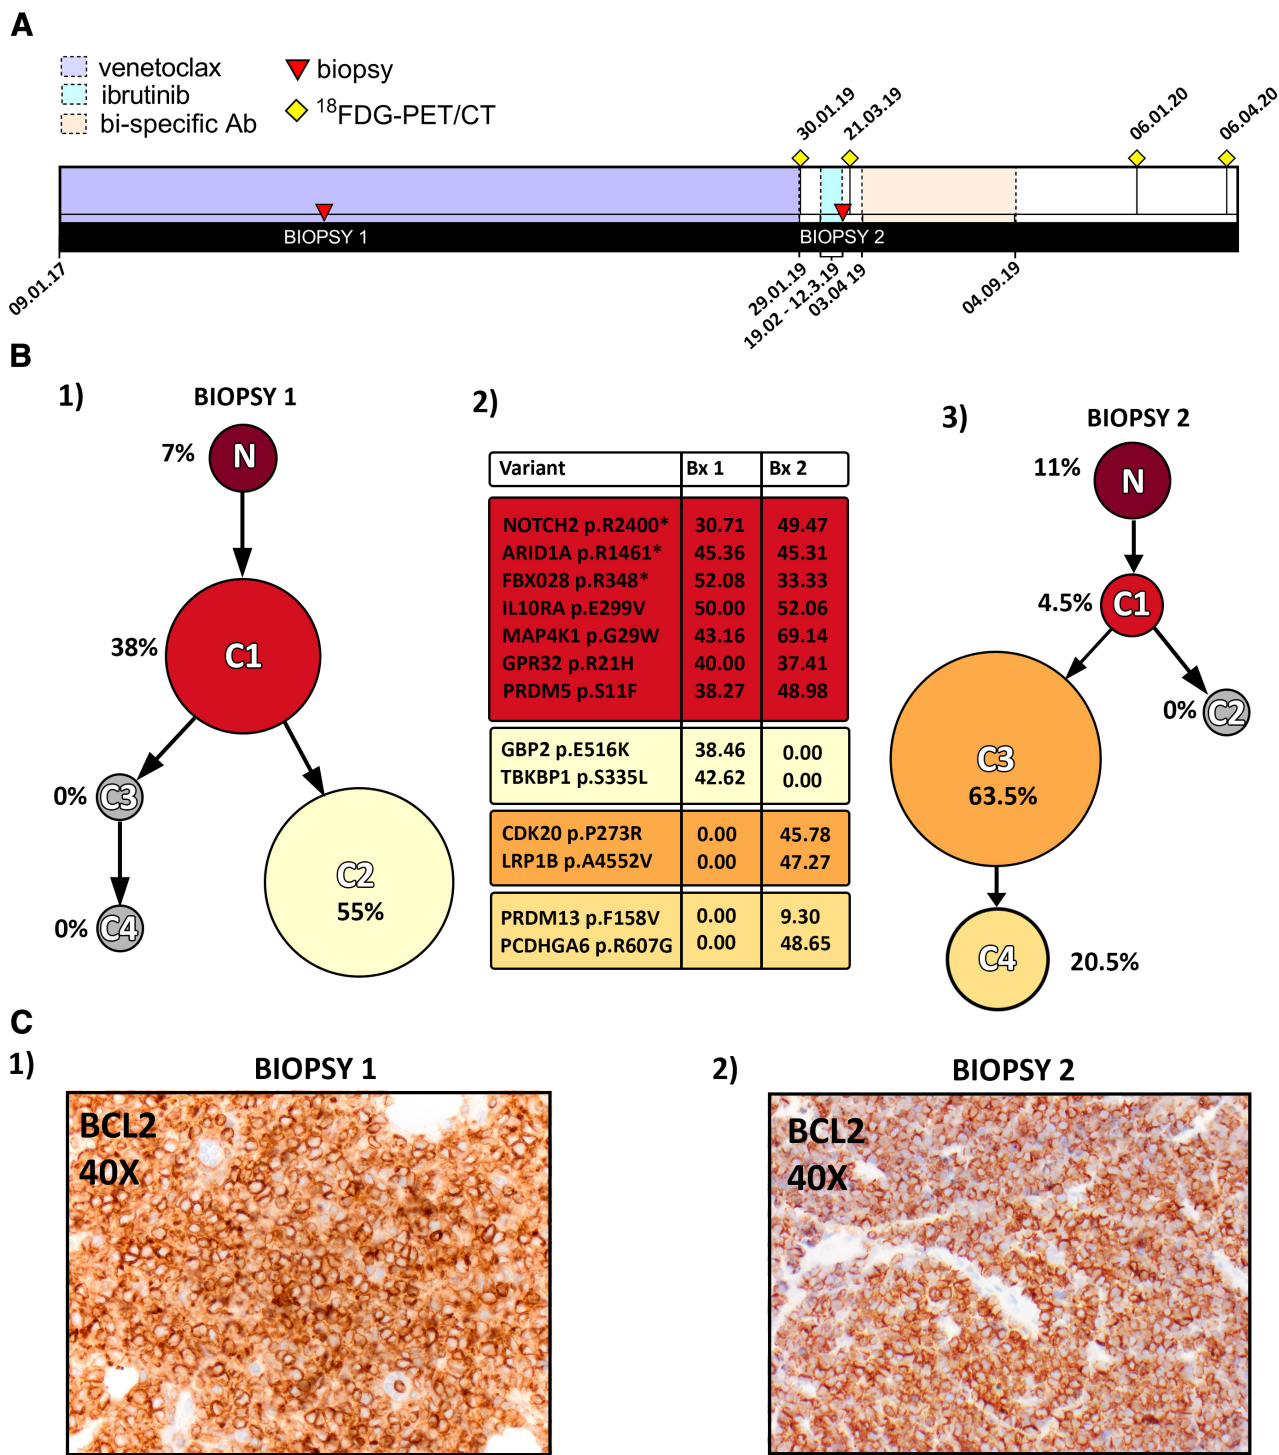 A
venetoclax
ibrutinib
bi-specific Ab
biopsy
18FDG-PET/CT
30.01.19
21.03.19
06.01.20
06.04.20
BIOPSY 1
BIOPSY 2
09.01.17
29.01.19
19.02 - 12.3.19
03.04 19
04.09.19
B
1)
BIOPSY 1
7%
N
38%
C1
0%
C3
0%
C4
C2
55%
2)
Variant Bx 1 Bx 2
NOTCH2 p.R2400* 30.71 49.47
ARID1A p.R1461* 45.36 45.31
FBX028 p.R348* 52.08 33.33
IL10RA p.E299V 50.00 52.06
MAP4K1 p.G29W 43.16 69.14
GPR32 p.R21H 40.00 37.41
PRDM5 p.S11F 38.27 48.98
GBP2 p.E516K 38.46 0.00
TBKBP1 p.S335L 42.62 0.00
CDK20 p.P273R 0.00 45.78
LRP1B p.A4552V 0.00 47.27
PRDM13 p.F158V 0.00 9.30
PCDHGA6 p.R607G 0.00 48.65
3)
BIOPSY 2
11%
N
4.5%
C1
0%
C2
C3
63.5%
C4
20.5%
C
1)
BIOPSY 1
BCL2
40X
2)
BIOPSY 2
BCL2
40X